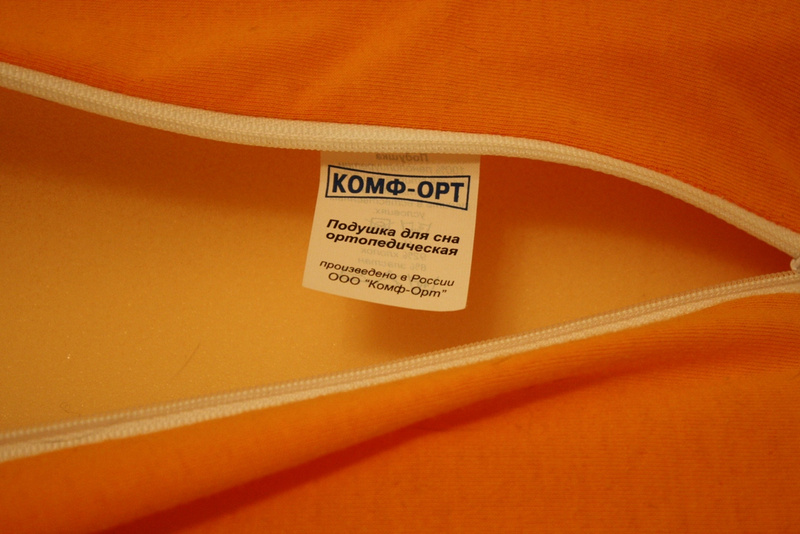 КОМФ-ОРТ
Подушка для сна
ортопедическая
произведено в России
ООО "Комф-Орт"